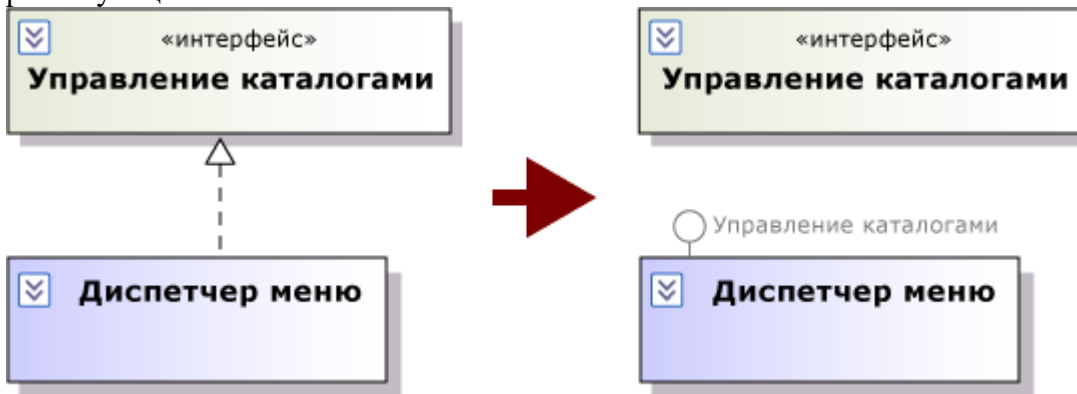 «интерфейс»
Управление каталогами
Диспетчер меню
«интерфейс»
Управление каталогами
Управление каталогами
Диспетчер меню